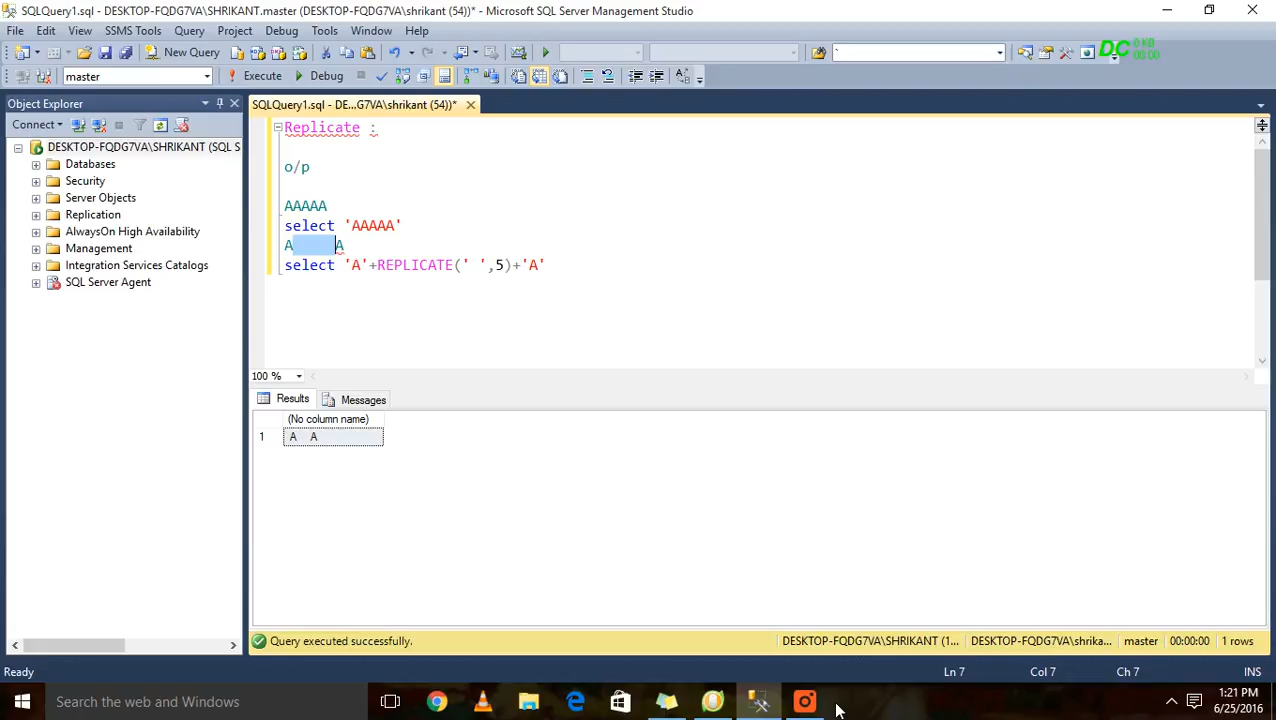 SQLQuery1.sql - DESKTOP-FQDG7VA\SHRIKANT.master (DESKTOP-FQDG7VA\shrikant (54))* - Microsoft SQL Server Management Studio
File Edit View SSMS Tools Query Project Debug Tools Window Help
New Query
DC 0 KB 00:00
master Execute Debug
Object Explorer
SQLQuery1.sql - DE...G7VA\shrikant (54))*
Connect
DESKTOP-FQDG7VA\SHRIKANT (SQL S
Databases
Security
Server Objects
Replication
AlwaysOn High Availability
Management
Integration Services Catalogs
SQL Server Agent
Replicate :
o/p
AAAAA
select 'AAAAA'
A     A
select 'A'+REPLICATE(' ',5)+'A'
100 %
Results Messages
(No column name)
1 A     A
Query executed successfully.
DESKTOP-FQDG7VA\SHRIKANT (1... DESKTOP-FQDG7VA\shrika... master 00:00:00 1 rows
Ready Ln 7 Col 7 Ch 7 INS
Search the web and Windows
1:21 PM
6/25/2016